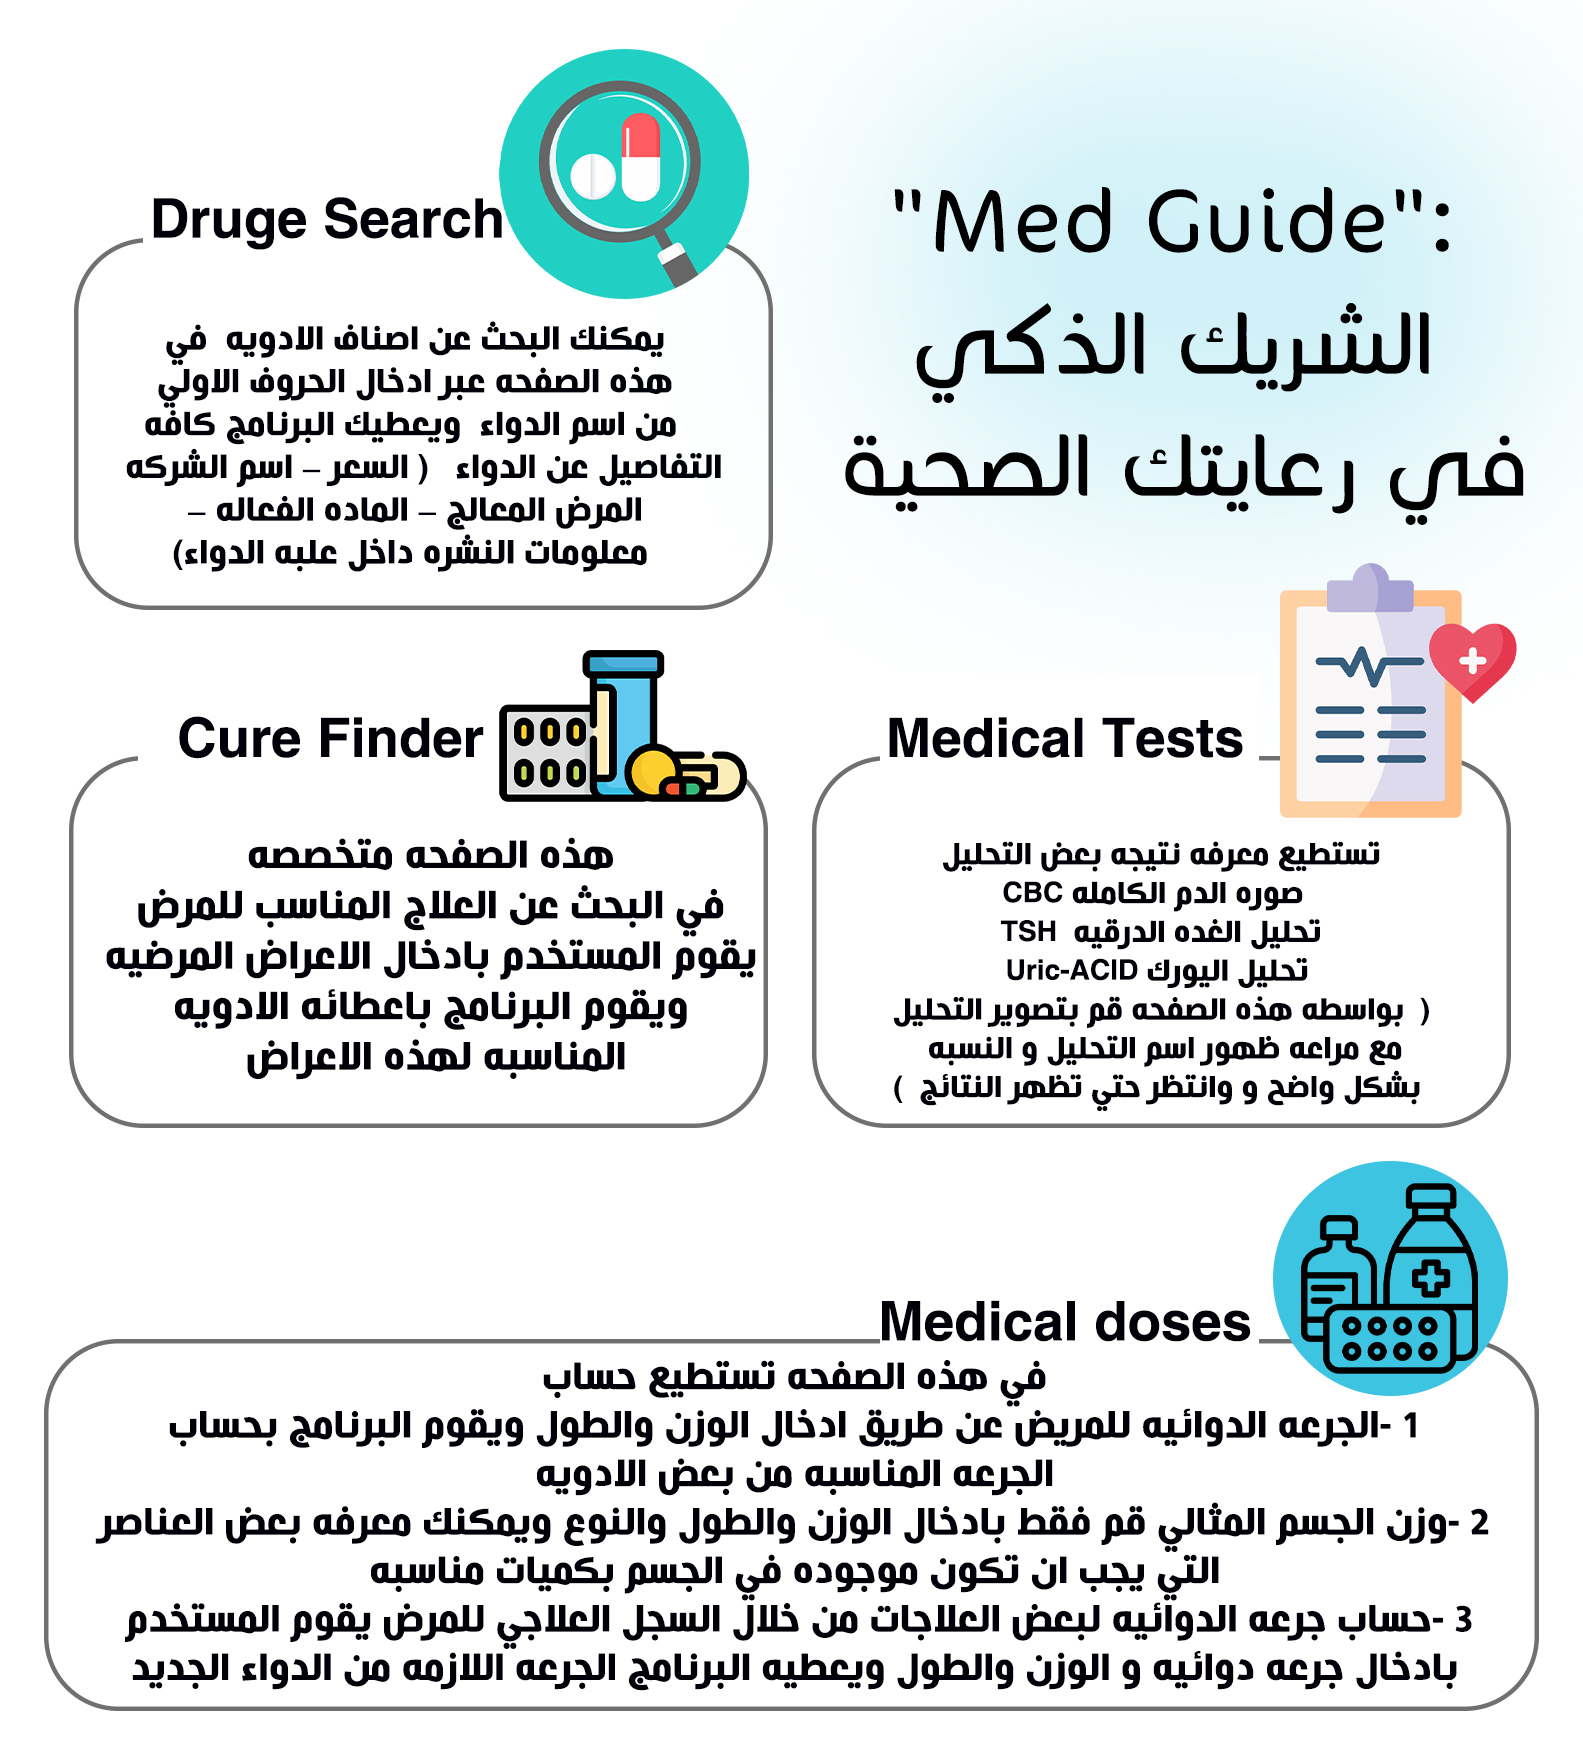 "Med Guide":
الشريك الذكي
في رعايتك الصحية
Druge Search
يمكنك البحث عن اصناف الادويه في
هذه الصفحه عبر ادخال الحروف الاولي
من اسم الدواء ويعطيك البرنامج كافه
التفاصيل عن الدواء ( السعر – اسم الشركه
المرض المعالج – الماده الفعاله –
معلومات النشره داخل علبه الدواء)
Medical Tests
تستطيع معرفه نتيجه بعض التحليل
صوره الدم الكامله CBC
تحليل الغده الدرقيه TSH
تحليل اليورك Uric-ACID
( بواسطه هذه الصفحه قم بتصوير التحليل
مع مراعه ظهور اسم التحليل و النسبه
بشكل واضح و وانتظر حتي تظهر النتائج )
Cure Finder
هذه الصفحه متخصصه
في البحث عن العلاج المناسب للمرض
يقوم المستخدم بادخال الاعراض المرضيه
ويقوم البرنامج باعطائه الادويه
المناسبه لهذه الاعراض
Medical doses
في هذه الصفحه تستطيع حساب
1 -الجرعه الدوائيه للمريض عن طريق ادخال الوزن والطول ويقوم البرنامج بحساب
الجرعه المناسبه من بعض الادويه
2 -وزن الجسم المثالي قم فقط بادخال الوزن والطول والنوع ويمكنك معرفه بعض العناصر
التي يجب ان تكون موجوده في الجسم بكميات مناسبه
3 -حساب جرعه الدوائيه لبعض العلاجات من خلال السجل العلاجي للمرض يقوم المستخدم
بادخال جرعه دوائيه و الوزن والطول ويعطيه البرنامج الجرعه اللازمه من الدواء الجديد